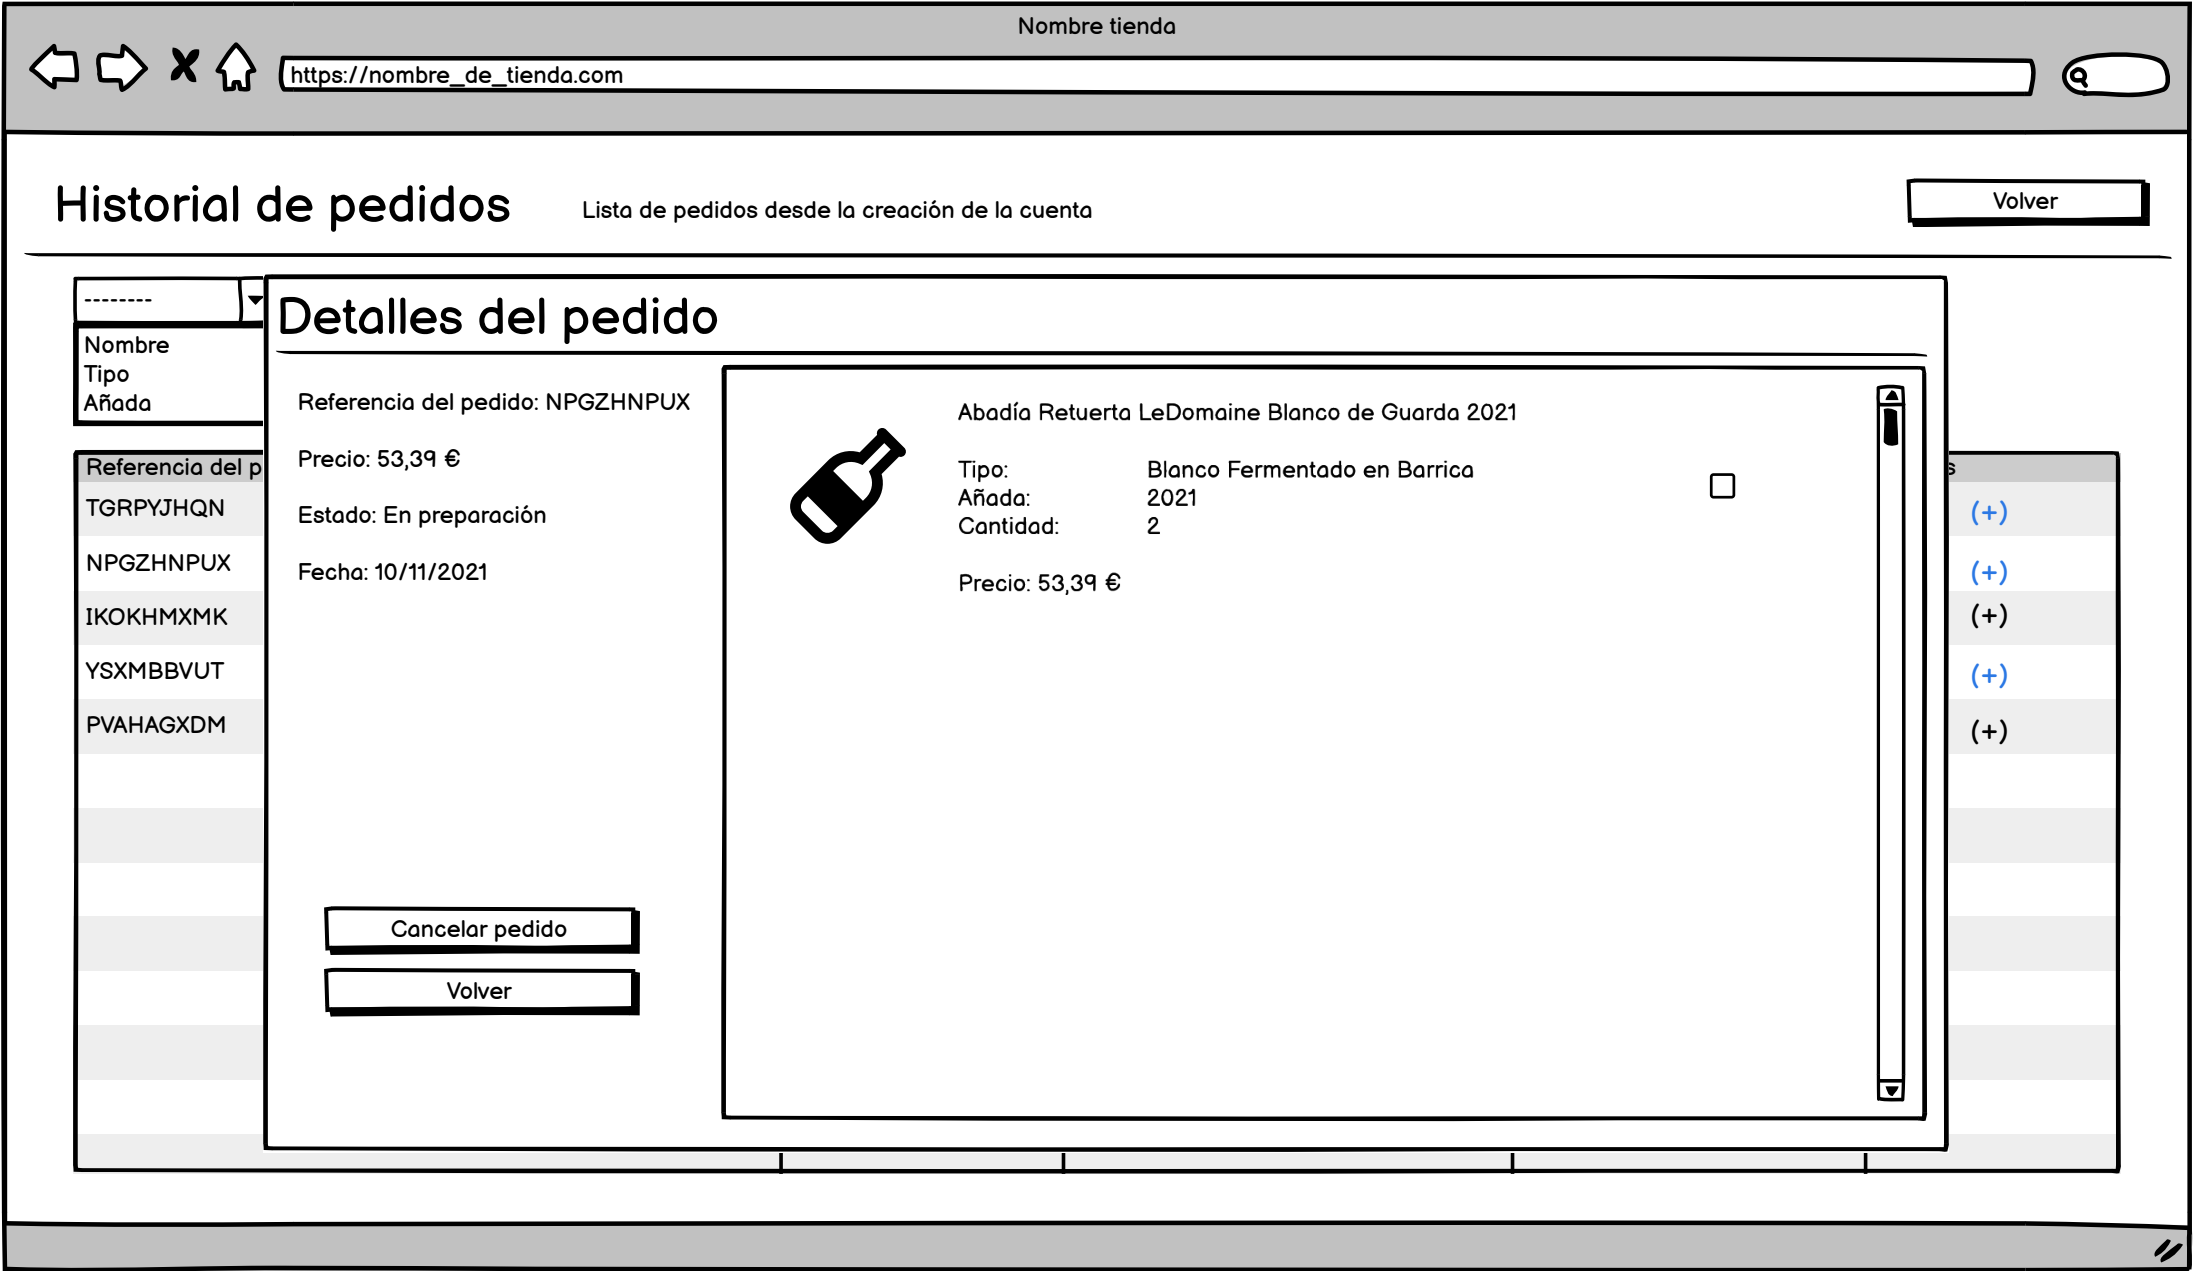 Nombre tienda
https://nombre_de_tienda.com
Historial de pedidos
Lista de pedidos desde la creación de la cuenta
Volver
--------
Nombre
Tipo
Añada
Referencia del p
s
TGRPYJHQN
(+)
NPGZHNPUX
(+)
IKOKHMXMK
(+)
YSXMBBVUT
(+)
PVAHAGXDM
(+)
Detalles del pedido
Referencia del pedido: NPGZHNPUX
Precio: 53,39 €
Estado: En preparación
Fecha: 10/11/2021
Cancelar pedido
Volver
Abadía Retuerta LeDomaine Blanco de Guarda 2021
Tipo: Blanco Fermentado en Barrica
Añada: 2021
Cantidad: 2
Precio: 53,39 €